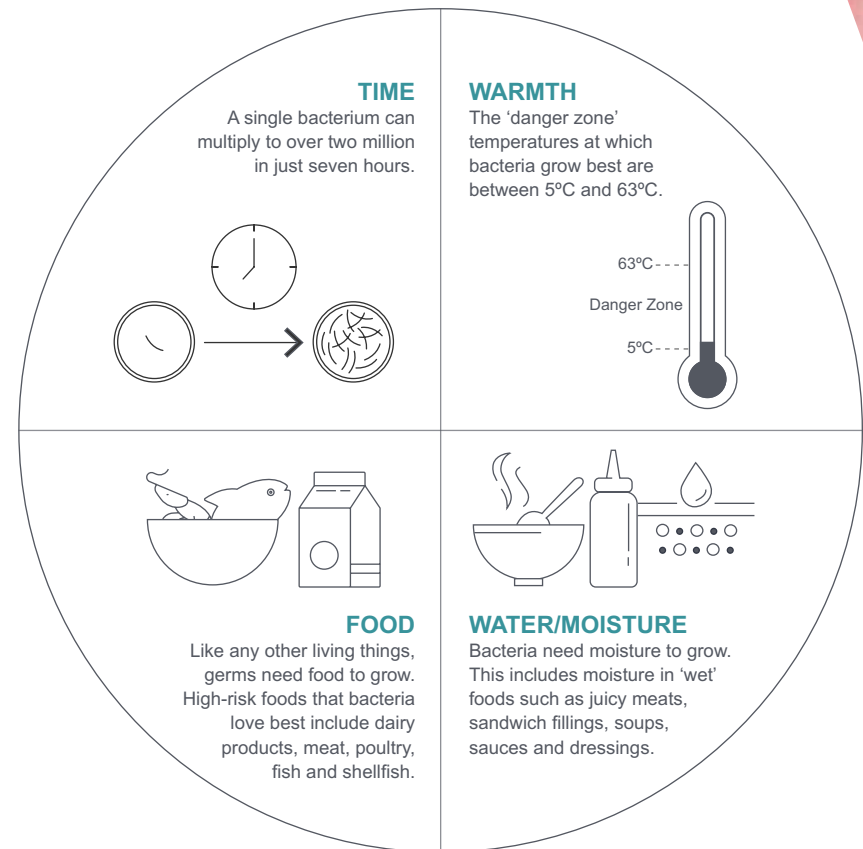 TIME
A single bacterium can
multiply to over two million
in just seven hours.
WARMTH
The ‘danger zone’
temperatures at which
bacteria grow best are
between 5ºC and 63ºC.
63ºC
Danger Zone
5ºC
FOOD
Like any other living things,
germs need food to grow.
High-risk foods that bacteria
love best include dairy
products, meat, poultry,
fish and shellfish.
WATER/MOISTURE
Bacteria need moisture to grow.
This includes moisture in ‘wet’
foods such as juicy meats,
sandwich fillings, soups,
sauces and dressings.